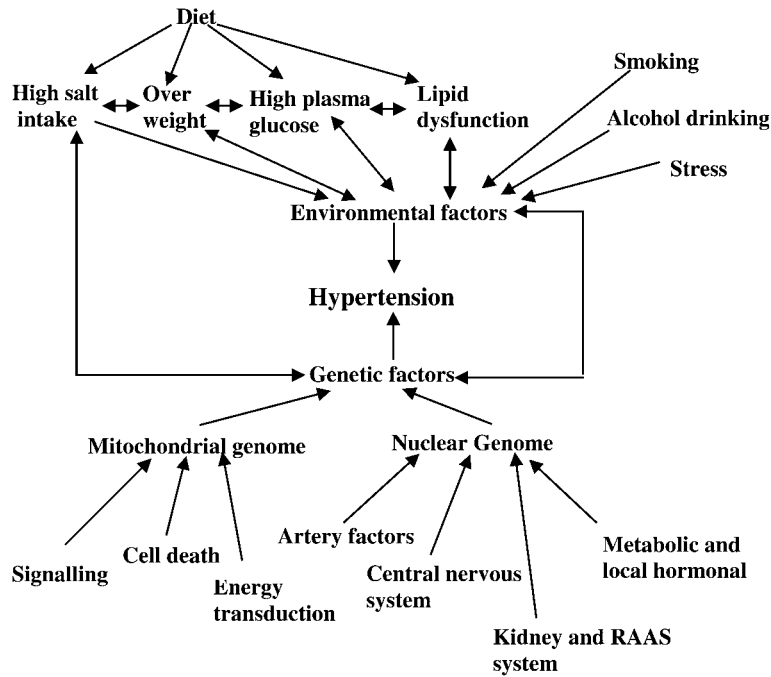 Diet
High salt
intake
Over
weight
High plasma
glucose
Lipid
dysfunction
Smoking
Alcohol drinking
Stress
Environmental factors
Hypertension
Genetic factors
Mitochondrial genome
Nuclear Genome
Signalling
Cell death
Energy
transduction
Artery factors
Central nervous
system
Kidney and RAAS
system
Metabolic and
local hormonal